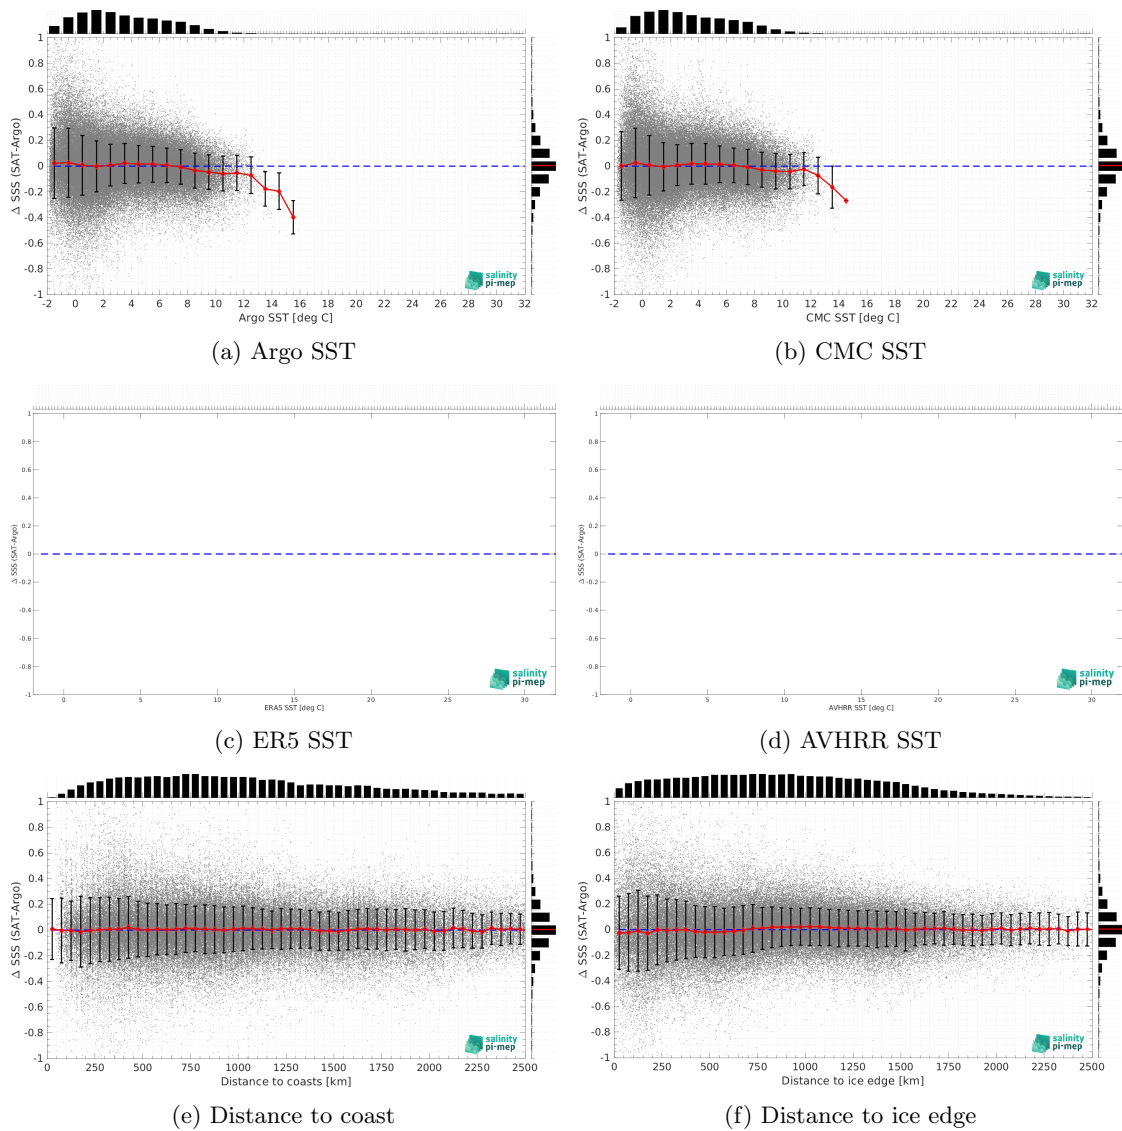 1
0.8
0.6
0.4
0.2
0
-0.2
-0.4
-0.6
-0.8
-1
Δ SSS (SAT-Argo)
-2 0 2 4 6 8 10 12 14 16 18 20 22 24 26 28 30 32
Argo SST [deg C]
salinity
pi-mep
(a) Argo SST
1
0.8
0.6
0.4
0.2
0
-0.2
-0.4
-0.6
-0.8
-1
Δ SSS (SAT-Argo)
-2 0 2 4 6 8 10 12 14 16 18 20 22 24 26 28 30 32
CMC SST [deg C]
salinity
pi-mep
(b) CMC SST
1
0.8
0.6
0.4
0.2
0
-0.2
-0.4
-0.6
-0.8
-1
Δ SSS (SAT-Argo)
0 5 10 15 20 25 30
ERA5 SST [deg C]
salinity
pi-mep
(c) ER5 SST
1
0.8
0.6
0.4
0.2
0
-0.2
-0.4
-0.6
-0.8
-1
Δ SSS (SAT-Argo)
0 5 10 15 20 25 30
AVHRR SST [deg C]
salinity
pi-mep
(d) AVHRR SST
1
0.8
0.6
0.4
0.2
0
-0.2
-0.4
-0.6
-0.8
-1
Δ SSS (SAT-Argo)
0 250 500 750 1000 1250 1500 1750 2000 2250 2500
Distance to coasts [km]
salinity
pi-mep
(e) Distance to coast
1
0.8
0.6
0.4
0.2
0
-0.2
-0.4
-0.6
-0.8
-1
Δ SSS (SAT-Argo)
0 250 500 750 1000 1250 1500 1750 2000 2250 2500
Distance to ice edge [km]
salinity
pi-mep
(f) Distance to ice edge